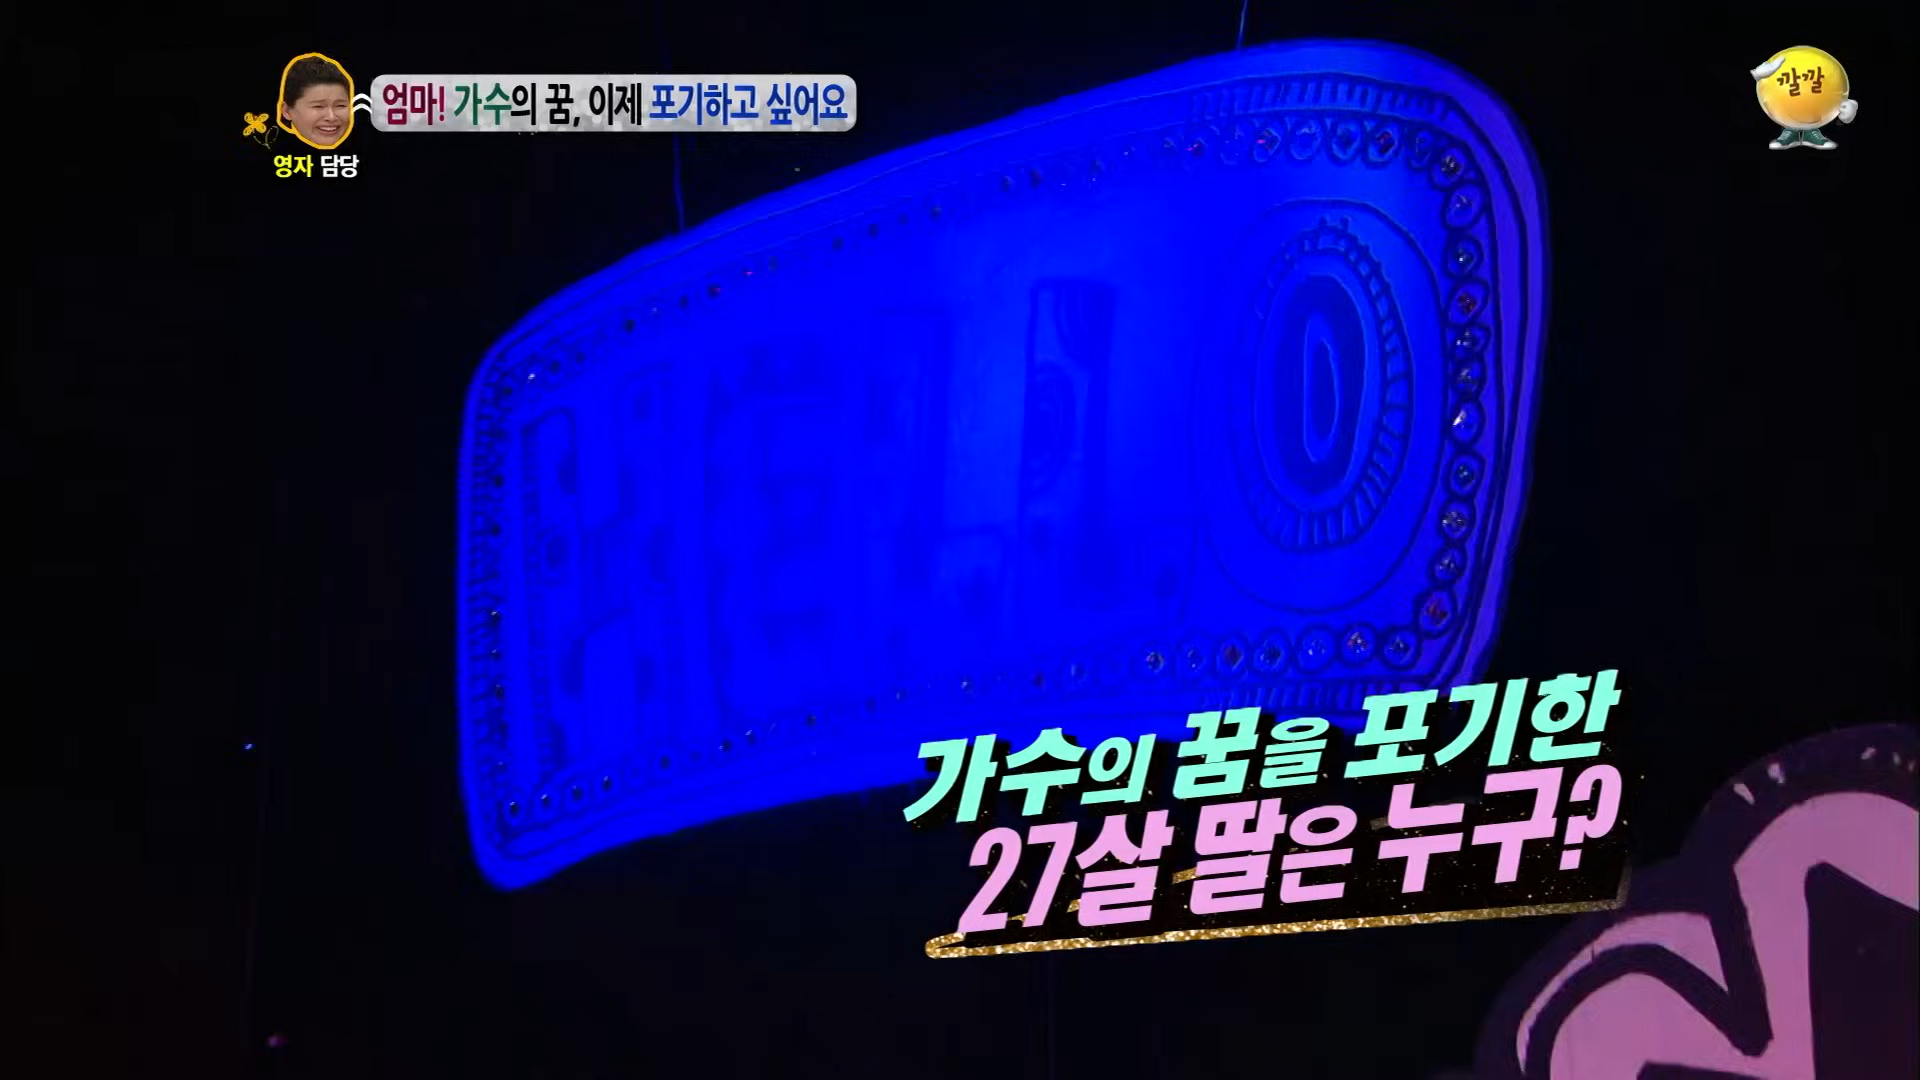 엄마! 가수의 꿈, 이제 포기하고 싶어요
깔깔
영자 담당
HELLO
가수의 꿈을 포기한
27살 딸은 누구?